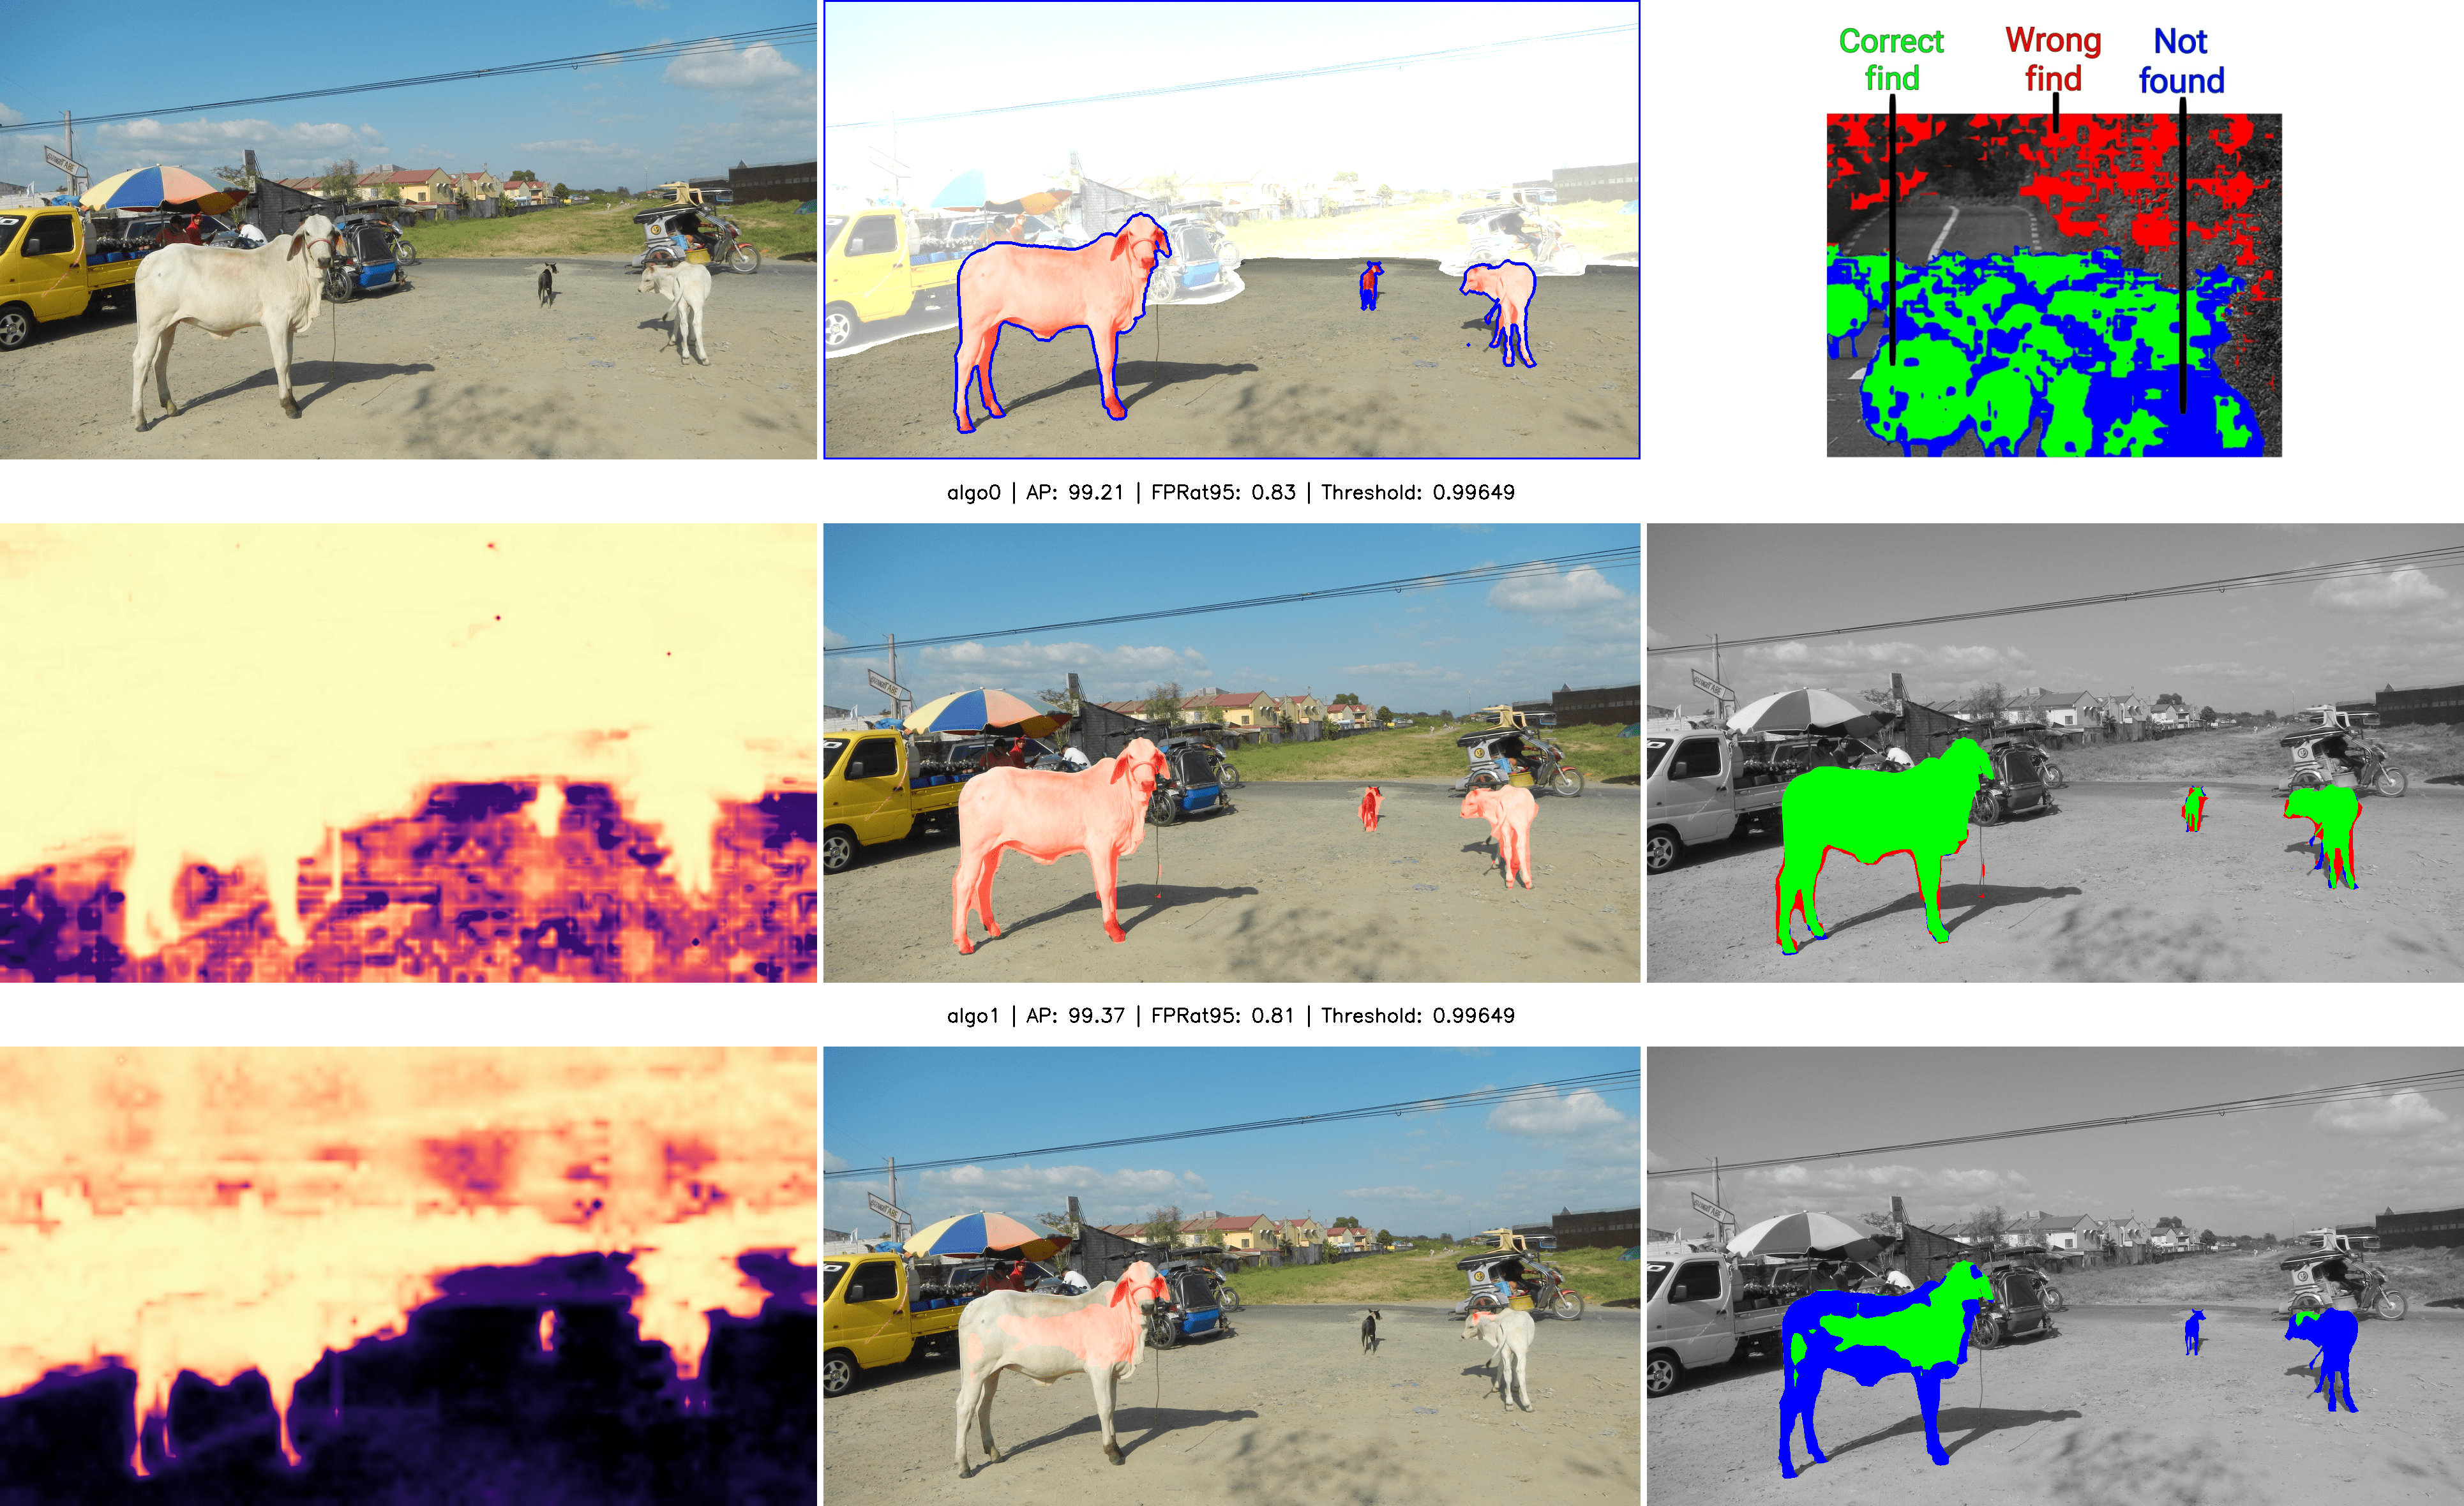 Correct
find
Wrong
find
Not
found
algo0 | AP: 99.21 | FPRat95: 0.83 | Threshold: 0.99649
algo1 | AP: 99.37 | FPRat95: 0.81 | Threshold: 0.99649